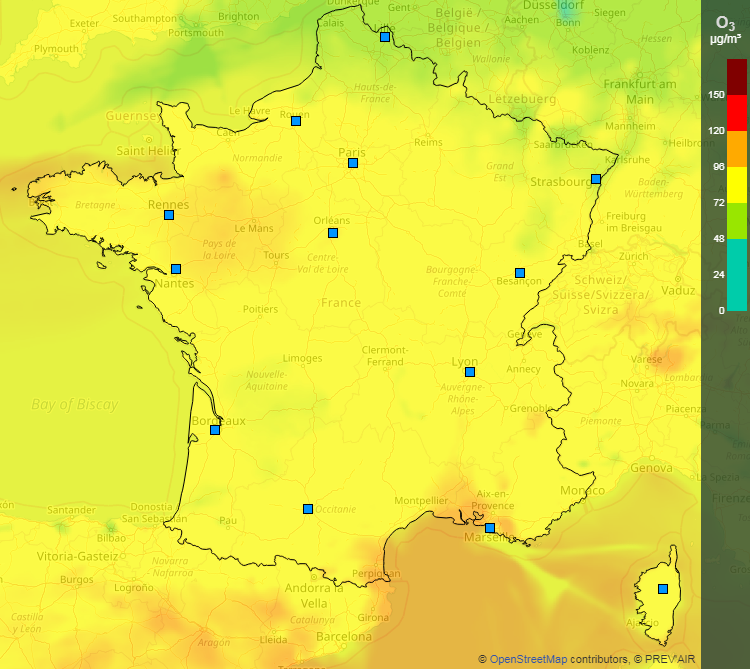 Dunkerque
Gent
Düsseldorf
Exeter
Southampton
Brighton
Calais
België /
Belgique /
Belgien
Aachen
Bonn
Siegen
Plymouth
Portsmouth
Lille
Koblenz
Hessen
Wallonie
Hauts-de-
France
Lëtzebuerg
Frankfurt am
Main
Guernsey
Le Havre
Rouen
Mannheim
Caen
Saint Helier
Reims
Saarbrücken
Heilbronn
Normandie
Paris
Karlsruhe
Grand
Est
Strasbourg
Baden-
Württemberg
Bretagne
Rennes
Le Mans
Orléans
Freiburg
im Breisgau
Pays de
la Loire
Tours
Centre-
Val de Loire
Basel
Zürich
Nantes
Bourgogne-
Franche-
Comté
Besançon
Schweiz/
Suisse/Svizzera/
Svizra
Vaduz
France
Poitiers
Genève
Limoges
Clermont-
Ferrand
Lyon
Annecy
Varese
Novara
Lombardia
Nouvelle-
Aquitaine
Auvergne-
Rhône-
Alpes
Bay of Biscay
Bordeaux
Grenoble
Piemonte
Piacenza
Parma
Genova
La Spezia
Firenze
Montpellier
Aix-en-
Provence
Monaco
Santander
Donostia
San Sebastián
Pau
Occitanie
Marseille
Bilbao
Vitoria-Gasteiz
Navarra
- Nafarroa
Perpignan
Burgos
Logroño
Andorra la
Vella
Girona
Castilla
y León
Aragón
Lleida
Catalunya
Barcelona
Ajaccio
Tarragona
O₃
µg/m³
150
120
96
72
48
24
0
© OpenStreetMap contributors, © PREV'AIR